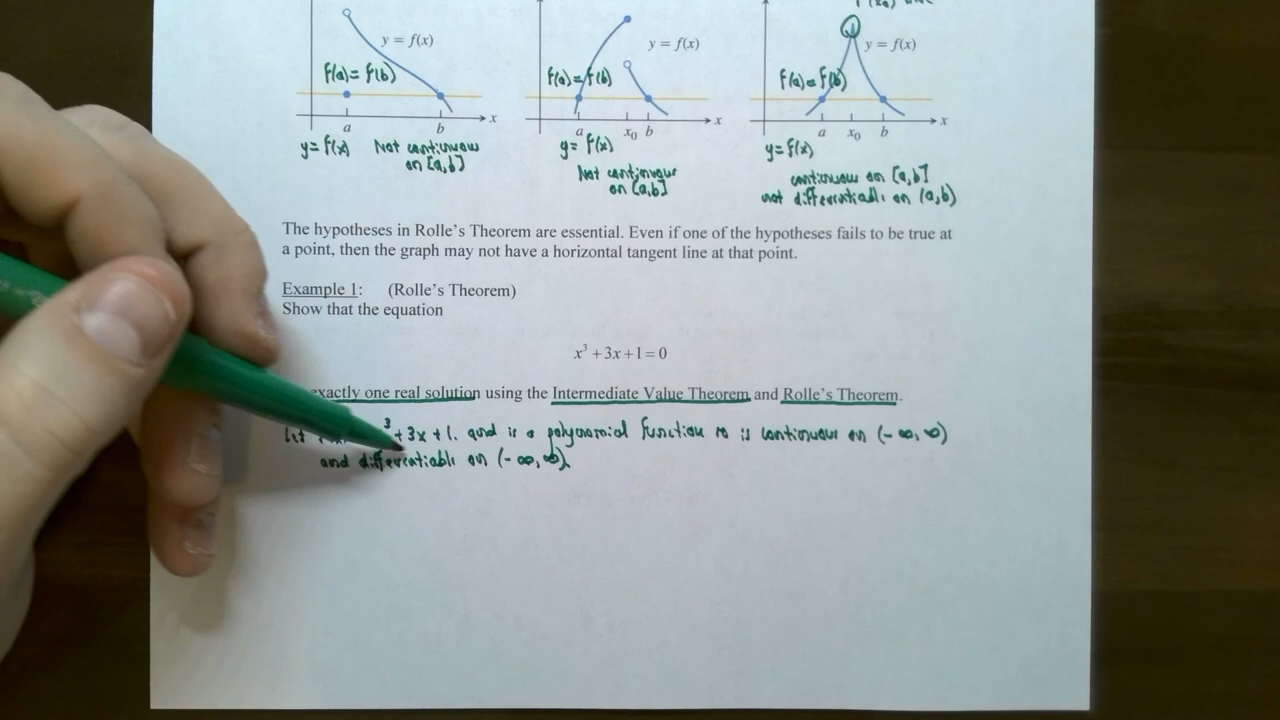 y = f(x) y = f(x) y = f(x)
f(a) = f(b) f(a) = f(b) f(a) = f(b)
a b x a x₀ b x a x₀ b x
y = f(x) Not continuous y = f(x) y = f(x)
on [a,b] Not continuous continuous on [a,b]
on [a,b] not differentiable on (a,b)
The hypotheses in Rolle's Theorem are essential. Even if one of the hypotheses fails to be true at
a point, then the graph may not have a horizontal tangent line at that point.
Example 1: (Rolle's Theorem)
Show that the equation
x³ + 3x + 1 = 0
exactly one real solution using the Intermediate Value Theorem and Rolle's Theorem.
Let ³ + 3x + 1. and is a polynomial function so is continuous on (-∞, ∞)
and differentiable on (-∞, ∞).